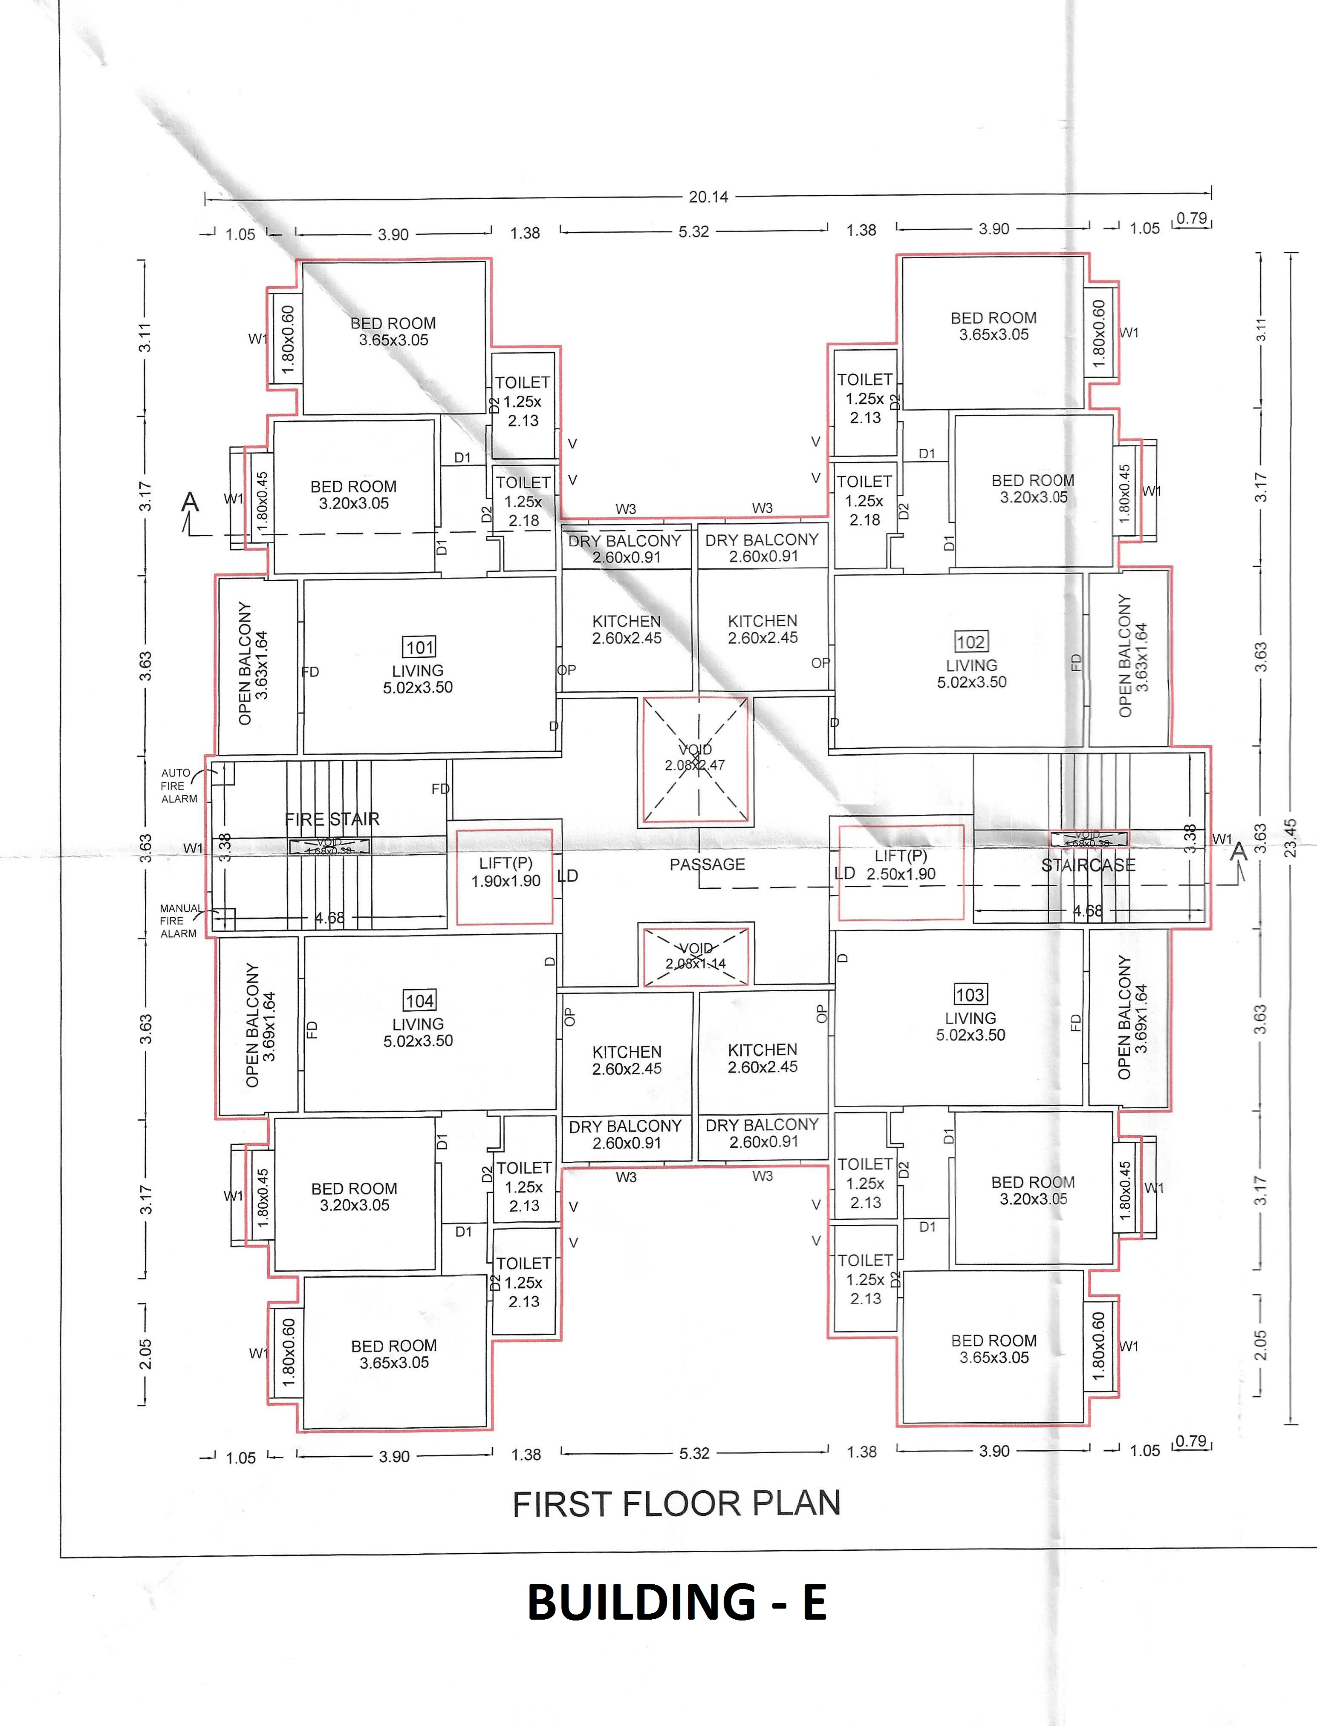 20.14
1.05
3.90
1.38
5.32
1.38
3.90
1.05
0.79
3.11
3.17
3.63
3.63
3.63
3.17
2.05
BED ROOM
3.65x3.05
1.80x0.60
W1
TOILET
1.25x
2.13
D2
V
D1
BED ROOM
3.20x3.05
1.80x0.45
W1
A
TOILET
1.25x
2.18
D2
V
D1
BED ROOM
3.65x3.05
1.80x0.60
W1
TOILET
1.25x
2.13
D2
V
D1
BED ROOM
3.20x3.05
1.80x0.45
W1
TOILET
1.25x
2.18
D2
V
D1
W3
W3
DRY BALCONY
2.60x0.91
DRY BALCONY
2.60x0.91
KITCHEN
2.60x2.45
KITCHEN
2.60x2.45
OP
OP
OPEN BALCONY
3.63x1.64
FD
101
LIVING
5.02x3.50
D
102
LIVING
5.02x3.50
D
FD
OPEN BALCONY
3.63x1.64
VOID
2.08x2.47
AUTO
FIRE
ALARM
FD
FIRE STAIR
VOID
W1
3.38
4.68
MANUAL
FIRE
ALARM
LIFT(P)
1.90x1.90
LD
PASSAGE
LD
LIFT(P)
2.50x1.90
VOID
STAIRCASE
4.68
3.38
W1
A
VOID
2.08x1.14
OPEN BALCONY
3.69x1.64
FD
104
LIVING
5.02x3.50
D
OP
103
LIVING
5.02x3.50
D
OP
FD
OPEN BALCONY
3.69x1.64
KITCHEN
2.60x2.45
KITCHEN
2.60x2.45
DRY BALCONY
2.60x0.91
DRY BALCONY
2.60x0.91
W3
W3
D1
TOILET
1.25x
2.13
D2
V
BED ROOM
3.20x3.05
1.80x0.45
W1
D1
TOILET
1.25x
2.13
D2
V
BED ROOM
3.65x3.05
1.80x0.60
W1
TOILET
1.25x
2.13
D2
V
D1
BED ROOM
3.20x3.05
1.80x0.45
W1
D1
TOILET
1.25x
2.13
D2
V
BED ROOM
3.65x3.05
1.80x0.60
W1
3.11
3.17
3.63
3.63
3.63
3.17
2.05
23.45
1.05
3.90
1.38
5.32
1.38
3.90
1.05
0.79
FIRST FLOOR PLAN
BUILDING - E